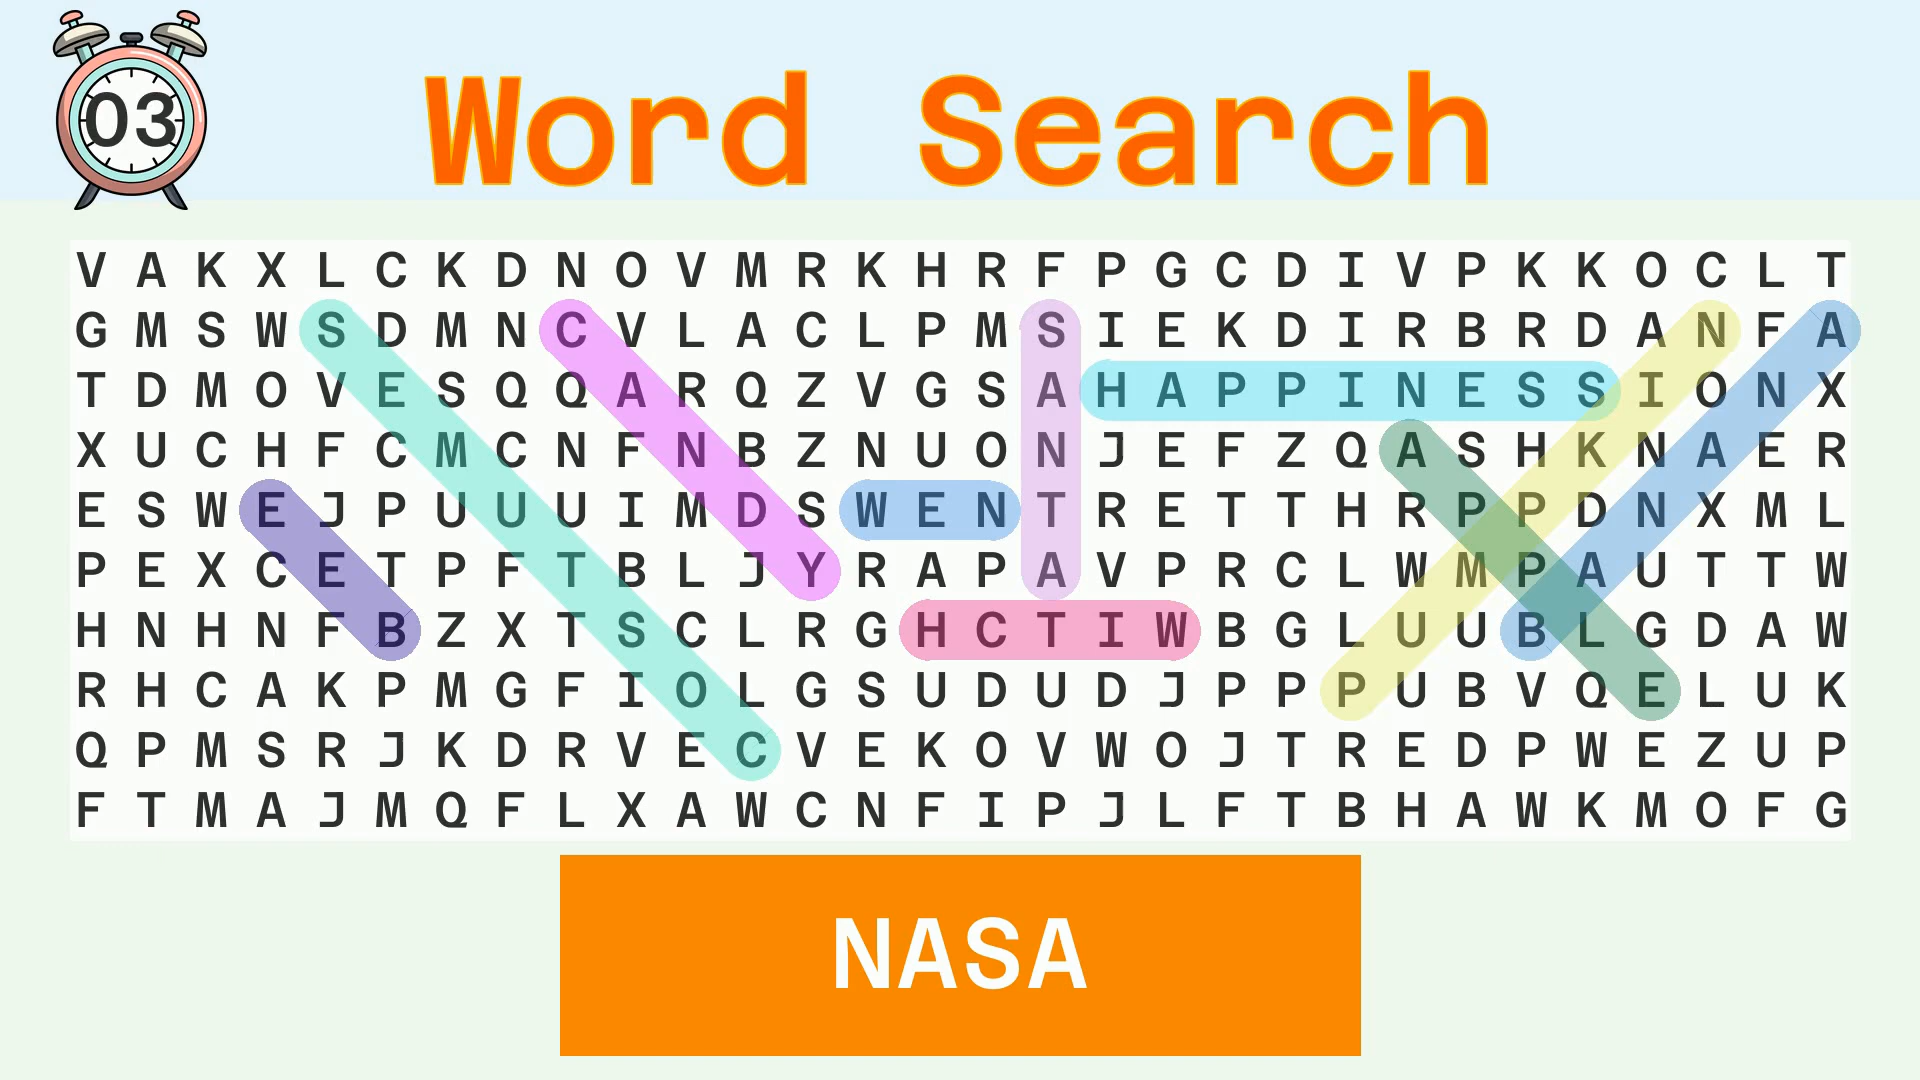 03
Word Search
V A K X L C K D N O V M R K H R F P G C D I V P K K O C L T
G M S W S D M N C V L A C L P M S I E K D I R B R D A N F A
T D M O V E S Q Q A R Q Z V G S A H A P P I N E S S I O N X
X U C H F C M C N F N B Z N U O N J E F Z Q A S H K N A E R
E S W E J P U U U I M D S W E N T R E T T H R P P D N X M L
P E X C E T P F T B L J Y R A P A V P R C L W M P A U T T W
H N H N F B Z X T S C L R G H C T I W B G L U U B L G D A W
R H C A K P M G F I O L G S U D U D J P P P U B V Q E L U K
Q P M S R J K D R V E C V E K O V W O J T R E D P W E Z U P
F T M A J M Q F L X A W C N F I P J L F T B H A W K M O F G
NASA